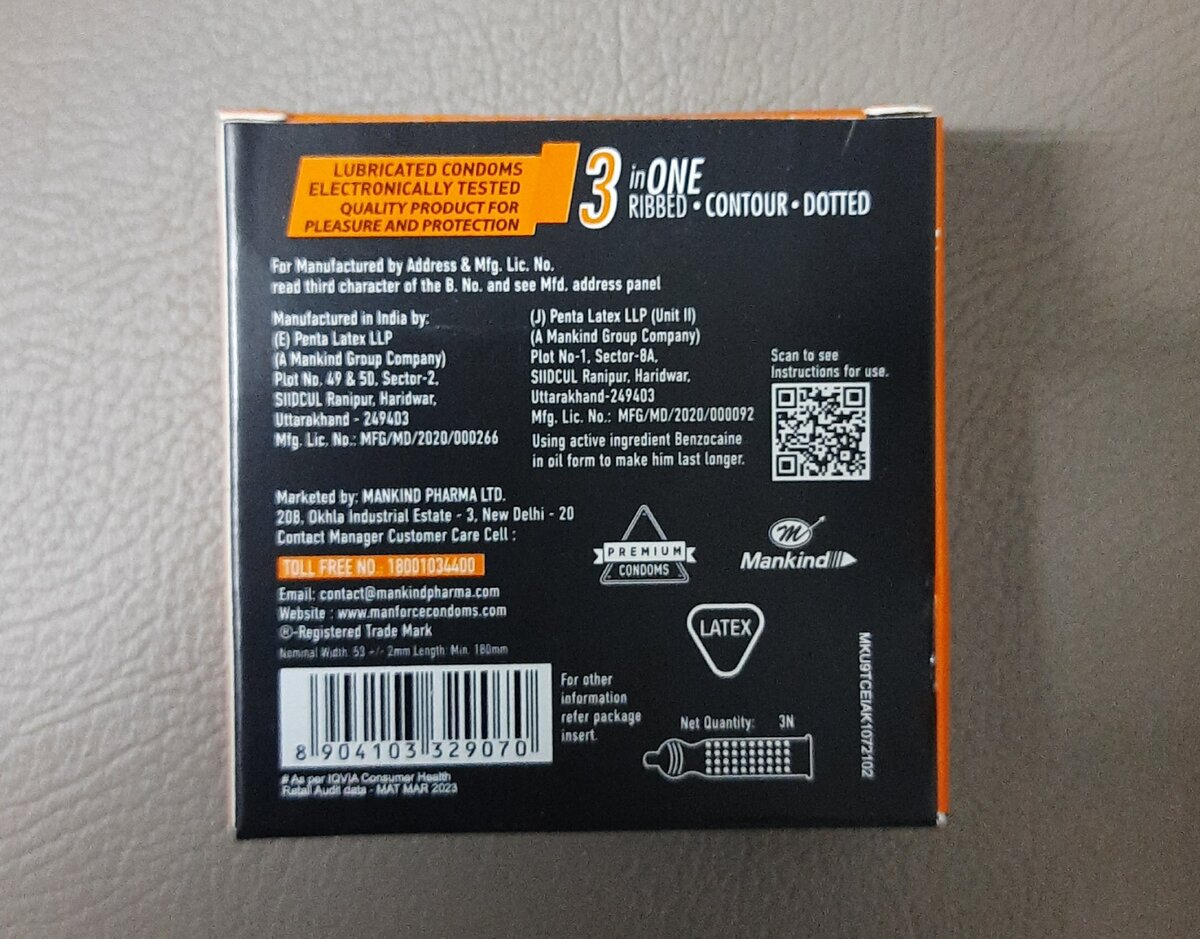 LUBRICATED CONDOMS
ELECTRONICALLY TESTED
QUALITY PRODUCT FOR
PLEASURE AND PROTECTION
3 in ONE
RIBBED • CONTOUR • DOTTED
For Manufactured by Address & Mfg. Lic. No.
read third character of the B. No. and see Mfd. address panel
Manufactured in India by:
(E) Penta Latex LLP
(A Mankind Group Company)
Plot No. 49 & 50, Sector-2,
SIIDCUL Ranipur, Haridwar,
Uttarakhand - 249403
Mfg. Lic. No.: MFG/MD/2020/000266
(J) Penta Latex LLP (Unit II)
(A Mankind Group Company)
Plot No-1, Sector-8A,
SIIDCUL Ranipur, Haridwar,
Uttarakhand-249403
Mfg. Lic. No.: MFG/MD/2020/000092
Using active ingredient Benzocaine
in oil form to make him last longer.
Scan to see
Instructions for use.
Marketed by: MANKIND PHARMA LTD.
208, Okhla Industrial Estate - 3, New Delhi - 20
Contact Manager Customer Care Cell :
TOLL FREE NO. 18001034400
Email: contact@mankindpharma.com
Website : www.manforcecondoms.com
®-Registered Trade Mark
Nominal Width: 53 +/- 2mm Length: Min. 180mm
PREMIUM
CONDOMS
m
Mankind
LATEX
8 904103 329070
For other
information
refer package
insert.
Net Quantity: 3N
# As per IQVIA Consumer Health
Retail Audit data - MAT MAR 2023
MKU9TCEIAK1072102